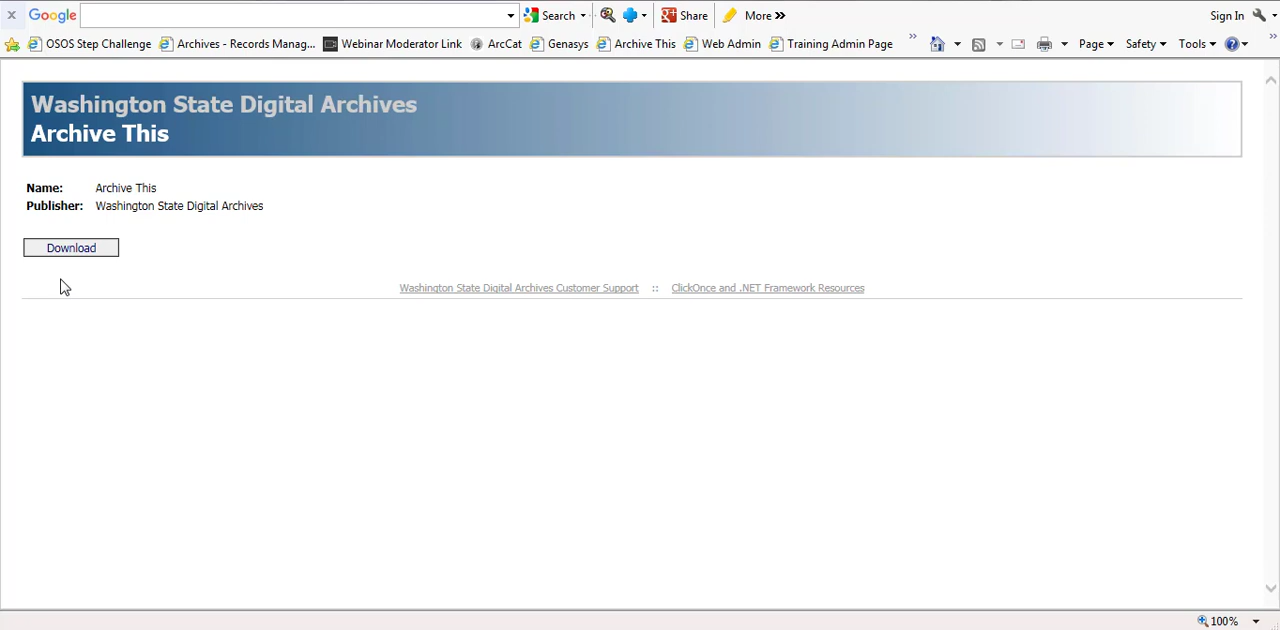 x Google Search Share More » Sign In
OSOS Step Challenge Archives - Records Manag... Webinar Moderator Link ArcCat Genasys Archive This Web Admin Training Admin Page » Page Safety Tools »
Washington State Digital Archives
Archive This
Name: Archive This
Publisher: Washington State Digital Archives
Download
Washington State Digital Archives Customer Support :: ClickOnce and .NET Framework Resources
100%